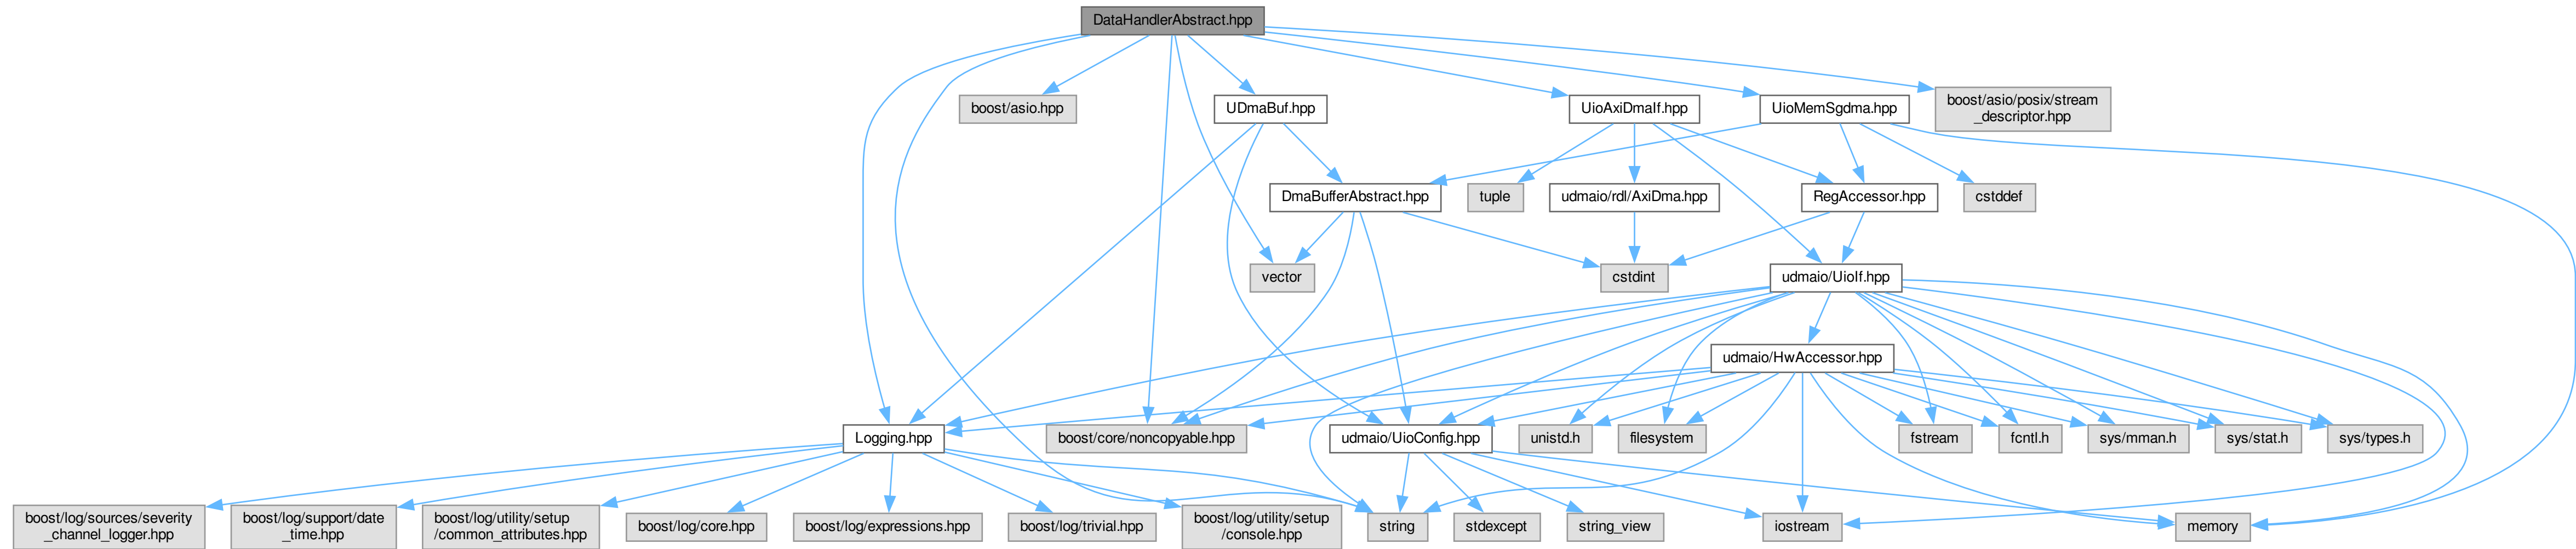 DataHandlerAbstract.hpp
boost/asio.hpp
UDmaBuf.hpp
UioAxiDmaIf.hpp
UioMemSgdma.hpp
boost/asio/posix/stream
_descriptor.hpp
DmaBufferAbstract.hpp
tuple
udmaio/rdl/AxiDma.hpp
RegAccessor.hpp
cstddef
vector
cstdint
udmaio/UioIf.hpp
udmaio/HwAccessor.hpp
Logging.hpp
boost/core/noncopyable.hpp
udmaio/UioConfig.hpp
unistd.h
filesystem
fstream
fcntl.h
sys/mman.h
sys/stat.h
sys/types.h
boost/log/sources/severity
_channel_logger.hpp
boost/log/support/date
_time.hpp
boost/log/utility/setup
/common_attributes.hpp
boost/log/core.hpp
boost/log/expressions.hpp
boost/log/trivial.hpp
boost/log/utility/setup
/console.hpp
string
stdexcept
string_view
iostream
memory